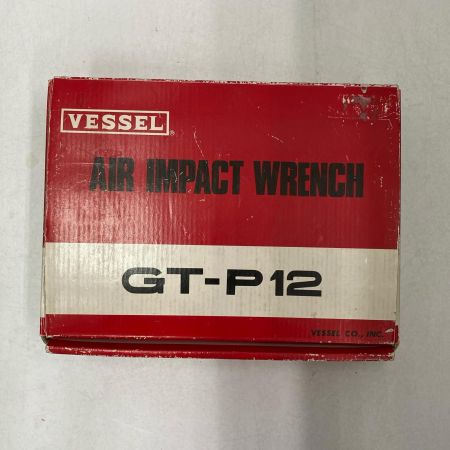 VESSEL®
AIR IMPACT WRENCH
GT-P12
VESSEL CO., INC.